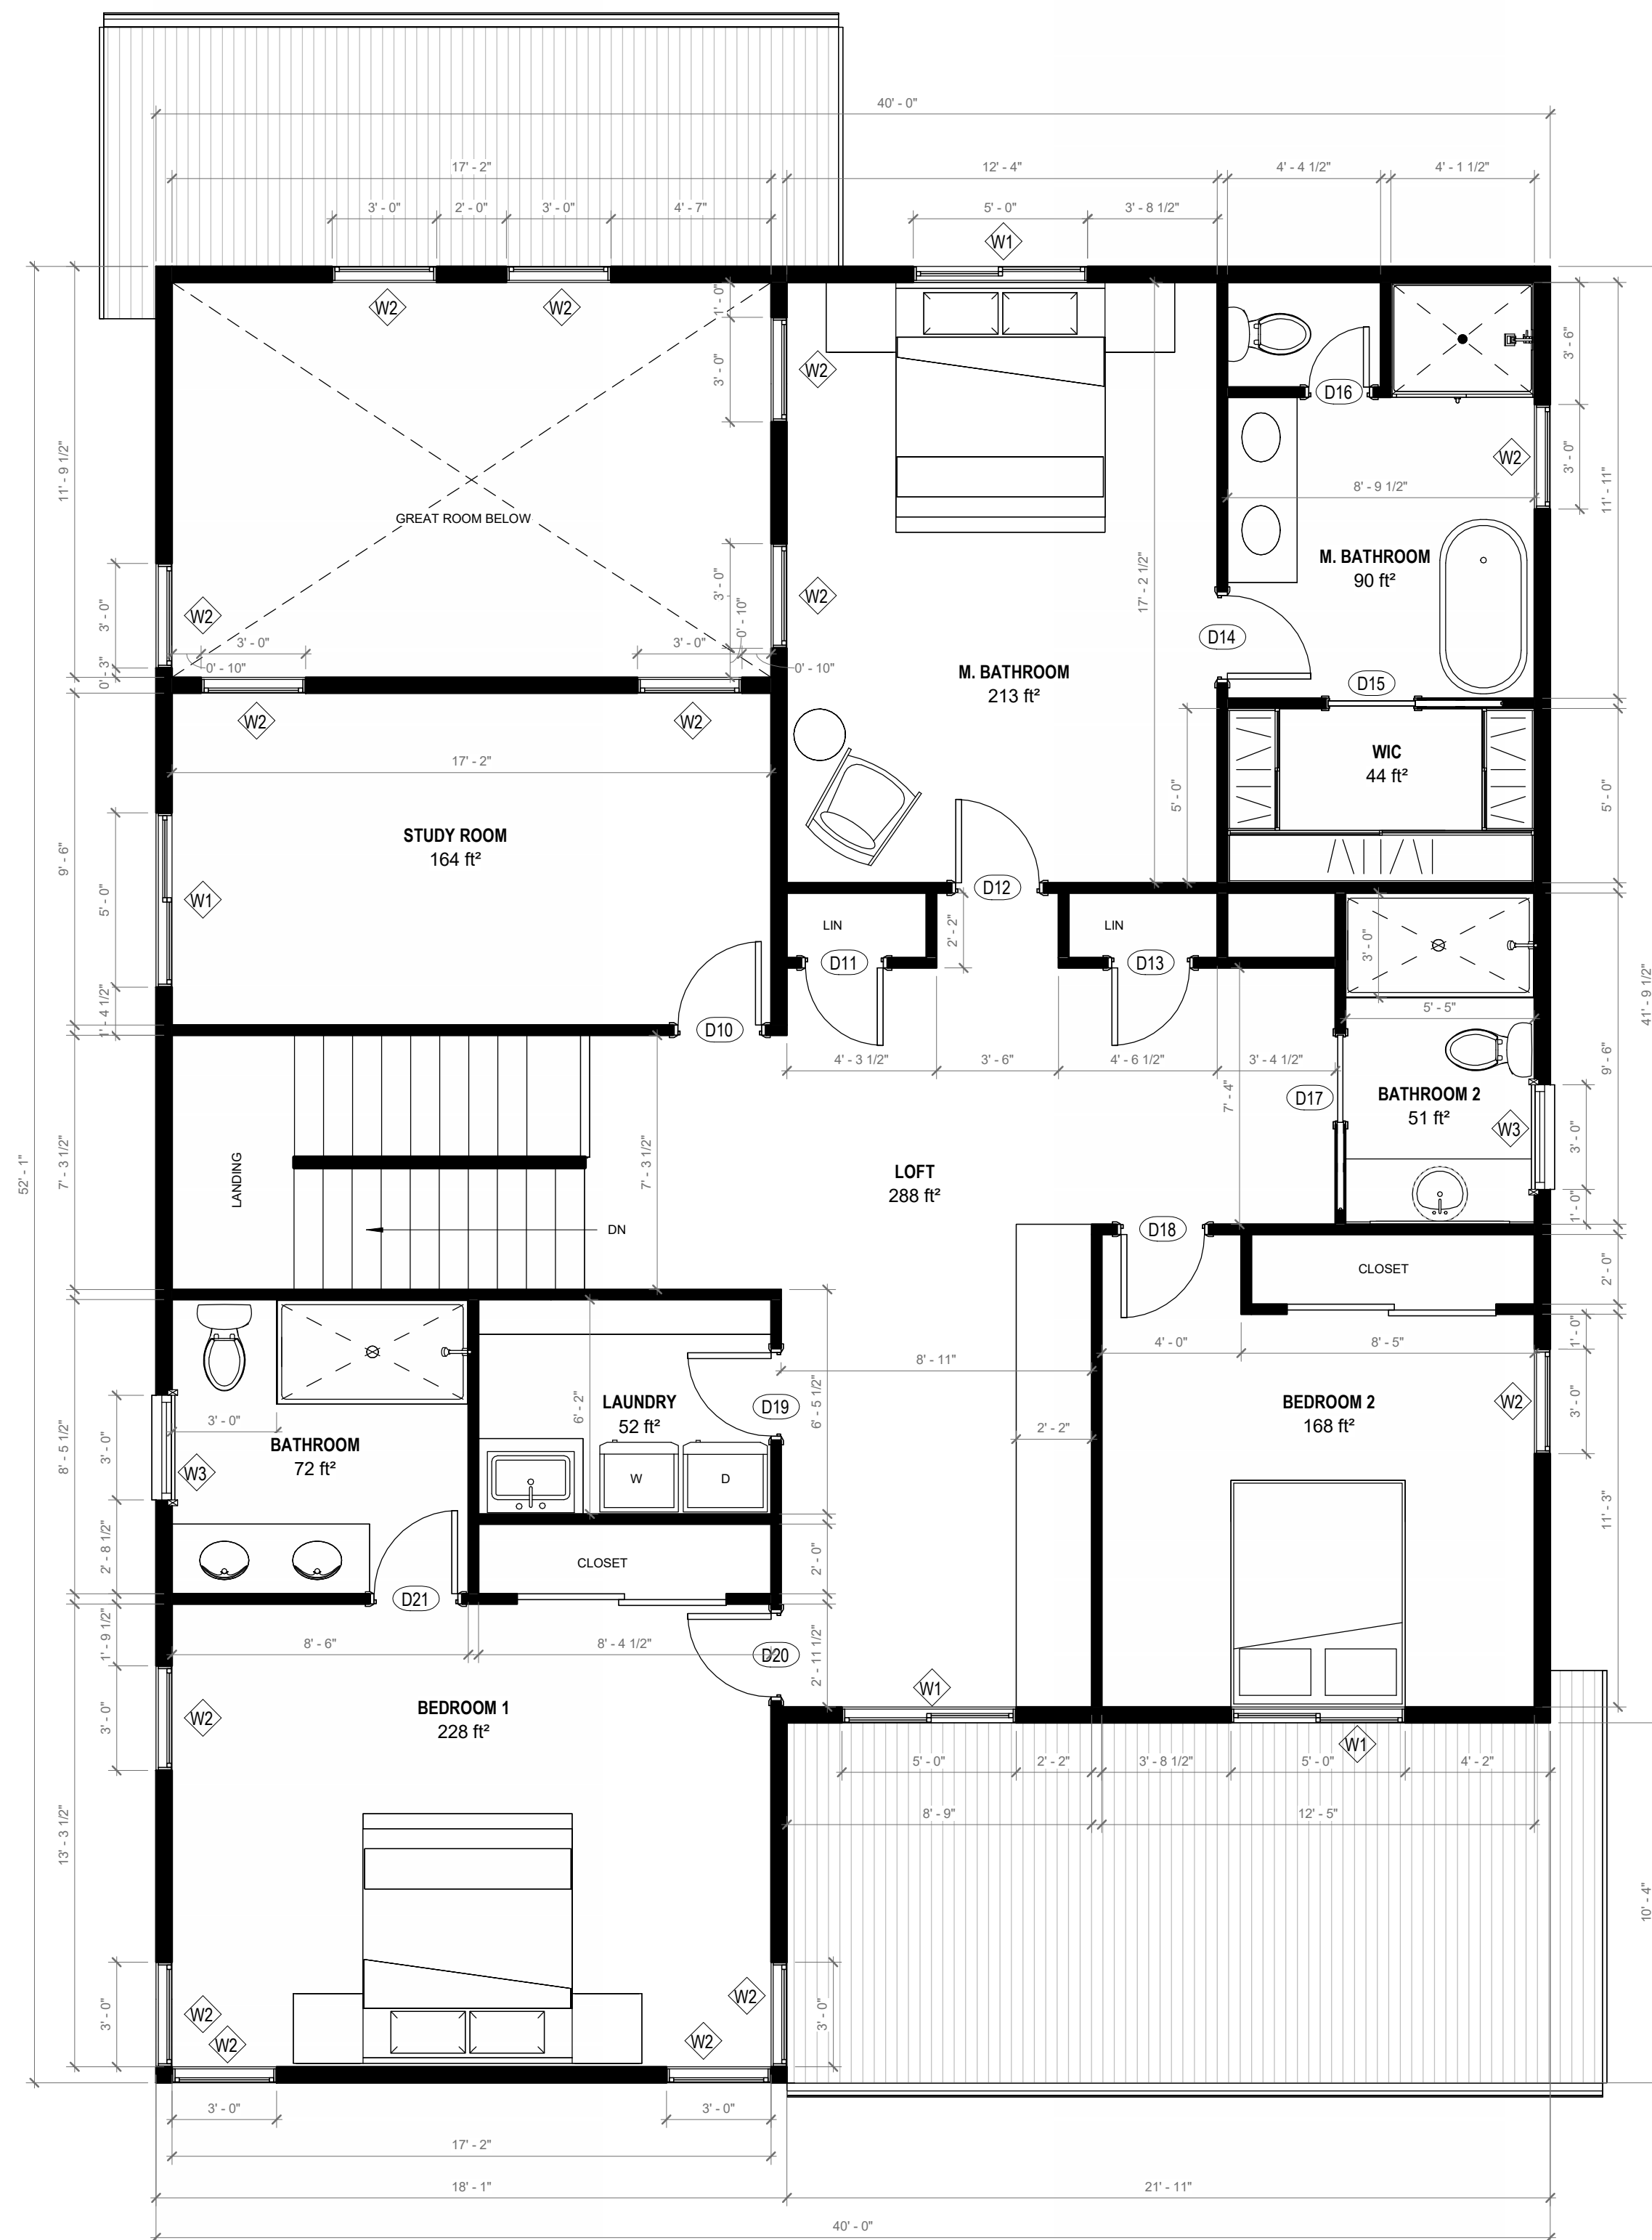 40' - 0"
17' - 2"
12' - 4"
4' - 4 1/2"
4' - 1 1/2"
3' - 0"
2' - 0"
3' - 0"
4' - 7"
5' - 0"
3' - 8 1/2"
W1
W2
W2
1' - 0"
3' - 0"
W2
D16
3' - 6"
W2
3' - 0"
11' - 9 1/2"
8' - 9 1/2"
11' - 11"
GREAT ROOM BELOW
M. BATHROOM
90 ft²
17' - 2 1/2"
3' - 0"
W2
0' - 10"
3' - 0"
W2
D14
3' - 0"
3' - 0"
0' - 3"
0' - 10"
0' - 10"
M. BATHROOM
213 ft²
D15
W2
W2
WIC
44 ft²
17' - 2"
5' - 0"
5' - 0"
STUDY ROOM
164 ft²
9' - 6"
5' - 0"
W1
D12
LIN
LIN
2' - 2"
3' - 0"
D11
D13
1' - 4 1/2"
5' - 5"
41' - 9 1/2"
D10
4' - 3 1/2"
3' - 6"
4' - 6 1/2"
3' - 4 1/2"
9' - 6"
7' - 4"
D17
BATHROOM 2
51 ft²
W3
3' - 0"
52' - 1"
7' - 3 1/2"
LANDING
7' - 3 1/2"
LOFT
288 ft²
1' - 0"
DN
D18
CLOSET
2' - 0"
1' - 0"
4' - 0"
8' - 5"
8' - 11"
6' - 2"
6' - 5 1/2"
LAUNDRY
52 ft²
D19
BEDROOM 2
168 ft²
W2
3' - 0"
3' - 0"
2' - 2"
BATHROOM
72 ft²
8' - 5 1/2"
3' - 0"
W3
W
D
11' - 3"
2' - 8 1/2"
CLOSET
2' - 0"
D21
1' - 9 1/2"
8' - 6"
8' - 4 1/2"
D20
2' - 11 1/2"
W1
BEDROOM 1
228 ft²
3' - 0"
W2
W1
5' - 0"
2' - 2"
3' - 8 1/2"
5' - 0"
4' - 2"
8' - 9"
12' - 5"
13' - 3 1/2"
10' - 4"
3' - 0"
W2
W2
W2
W2
3' - 0"
3' - 0"
3' - 0"
17' - 2"
18' - 1"
21' - 11"
40' - 0"